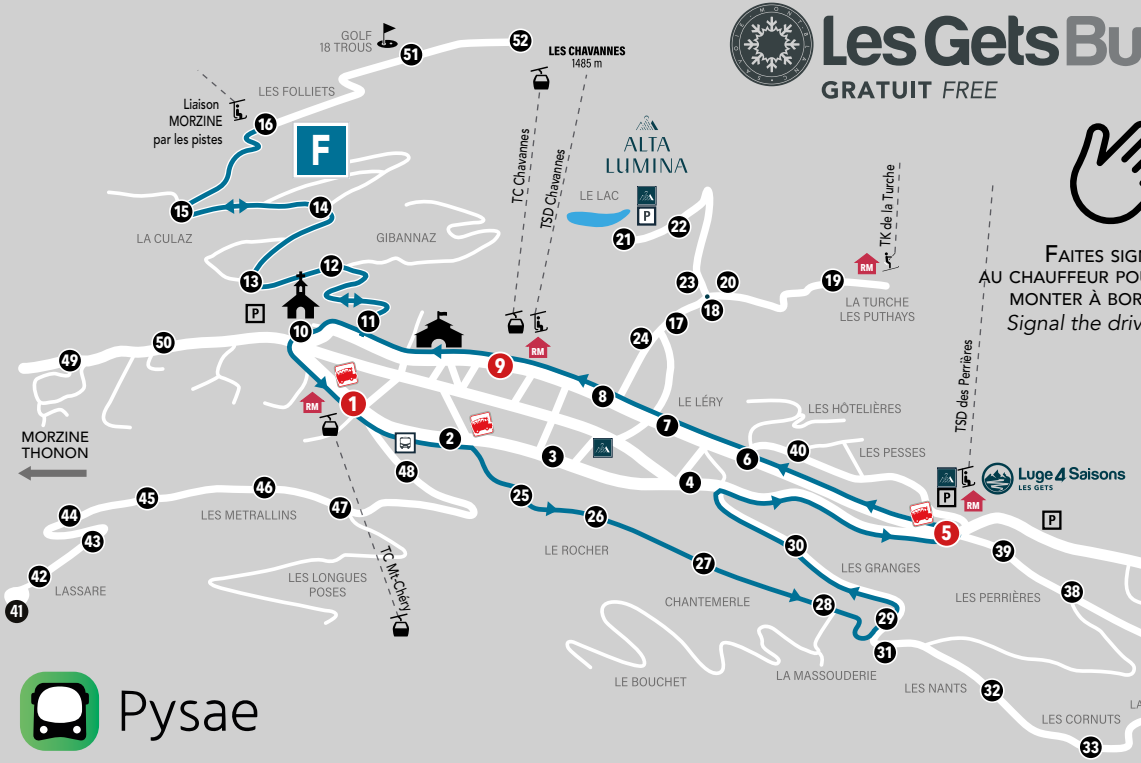 Les Gets Bu
GRATUIT FREE
SAVOIE MONT BLANC
GOLF
18 TROUS
51
52
LES CHAVANNES
1485 m
LES FOLLIETS
Liaison
MORZINE
par les pistes
16
F
TC Chavannes
TSD Chavannes
ALTA
LUMINA
LE LAC
P
TK de la Turche
15
14
LA CULAZ
GIBANNAZ
21
22
FAITES SIGN
AU CHAUFFEUR POU
MONTER À BOR
Signal the driv
13
12
23
20
19
RM
P
18
LA TURCHE
LES PUTHAYS
10
11
17
24
50
49
9
RM
TSD des Perrières
RM
1
8
LE LÉRY
LES HÔTELIÈRES
7
MORZINE
THONON
2
48
3
6
40
LES PESSES
4
P
RM
Luge 4 Saisons
LES GETS
5
P
46
45
44
47
LES METRALLINS
25
26
43
TC Mt-Chéry
LE ROCHER
30
39
42
LASSARE
LES LONGUES
POSES
27
LES GRANGES
38
41
CHANTEMERLE
28
29
LES PERRIÈRES
31
LE BOUCHET
LA MASSOUDERIE
LES NANTS
32
LA
LES CORNUTS
33
Pysae